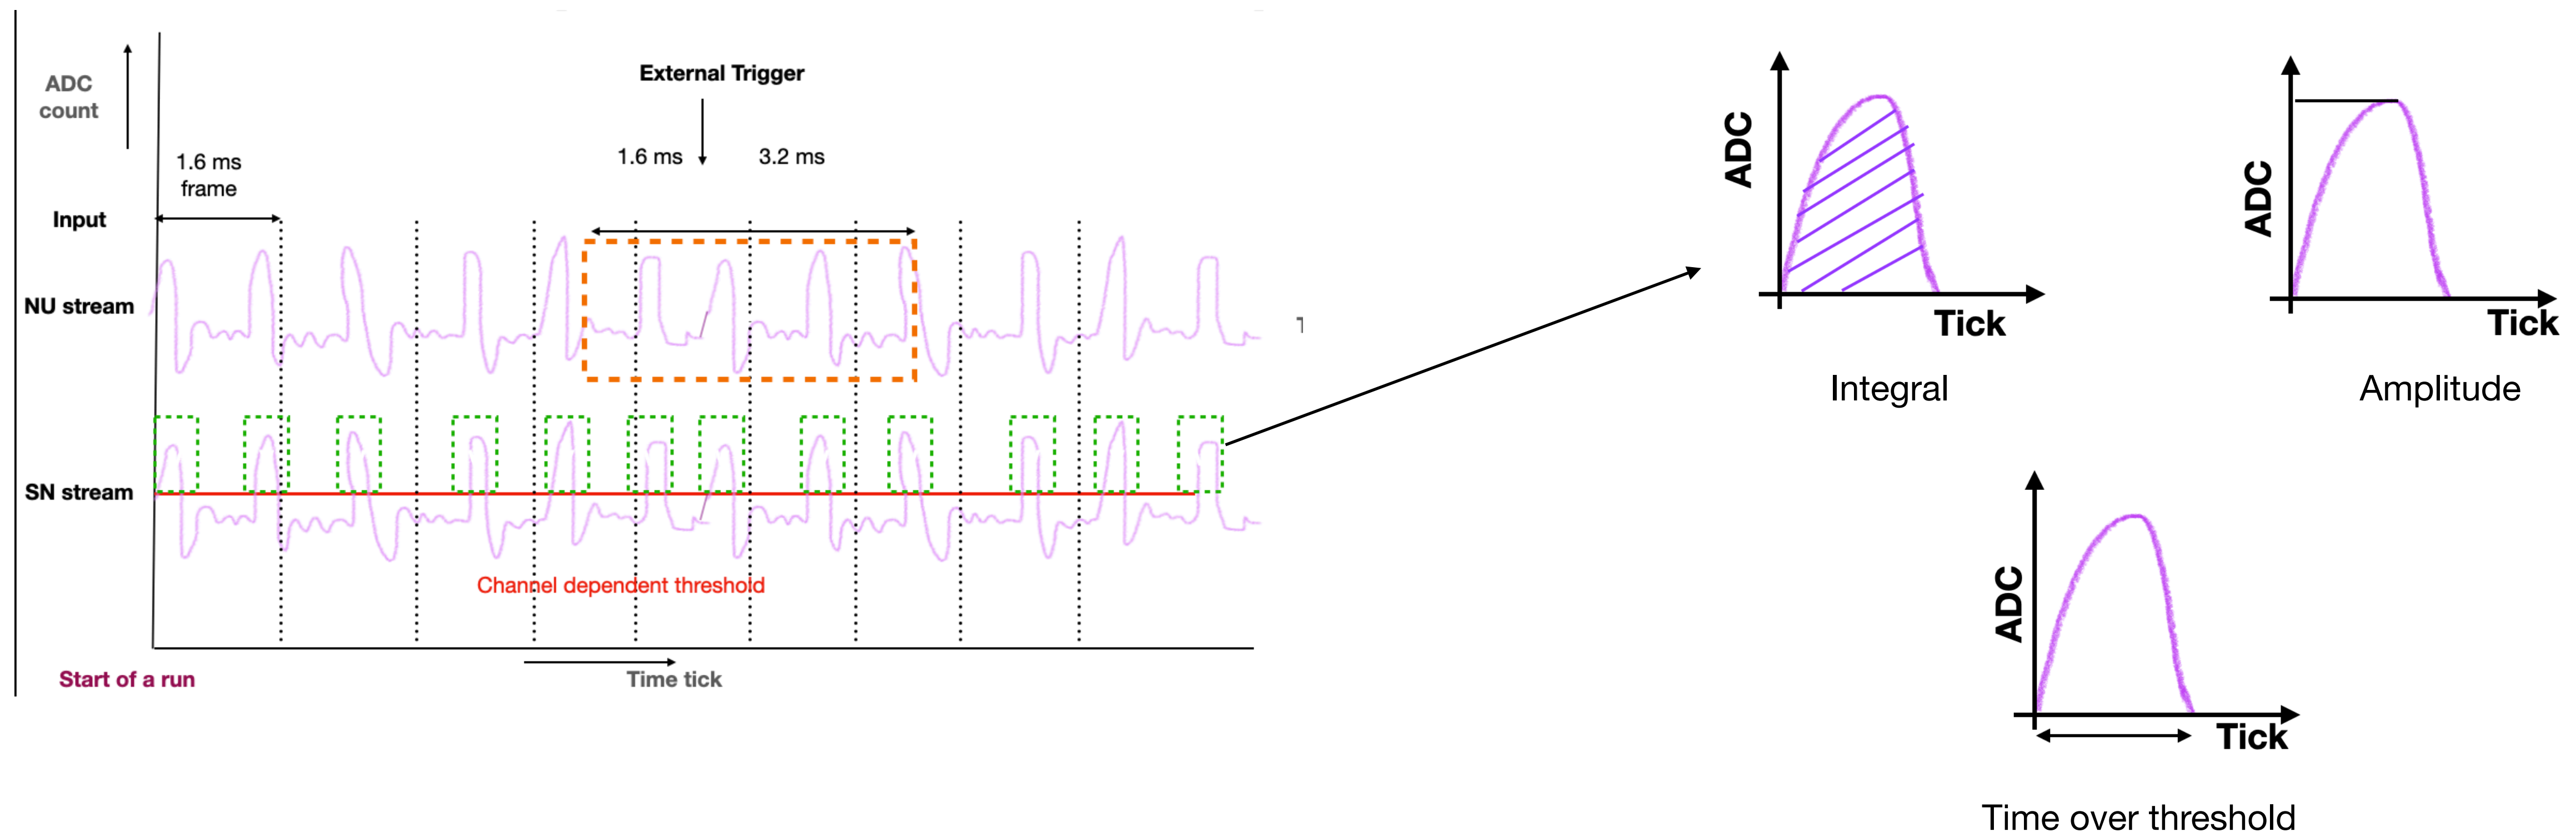 ADC
count
External Trigger
1.6 ms
3.2 ms
1.6 ms
frame
Input
NU stream
SN stream
Channel dependent threshold
Start of a run
Time tick
ADC
Tick
Integral
ADC
Tick
Amplitude
ADC
Tick
Time over threshold